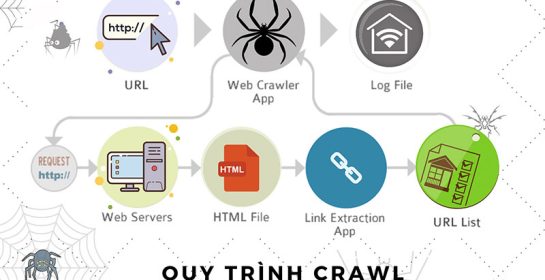 http://
URL
Web Crawler
App
Log File
REQUEST
http://
HTML
Web Servers
HTML File
Link Extraction
App
URL List
QUY TRÌNH CRAWL